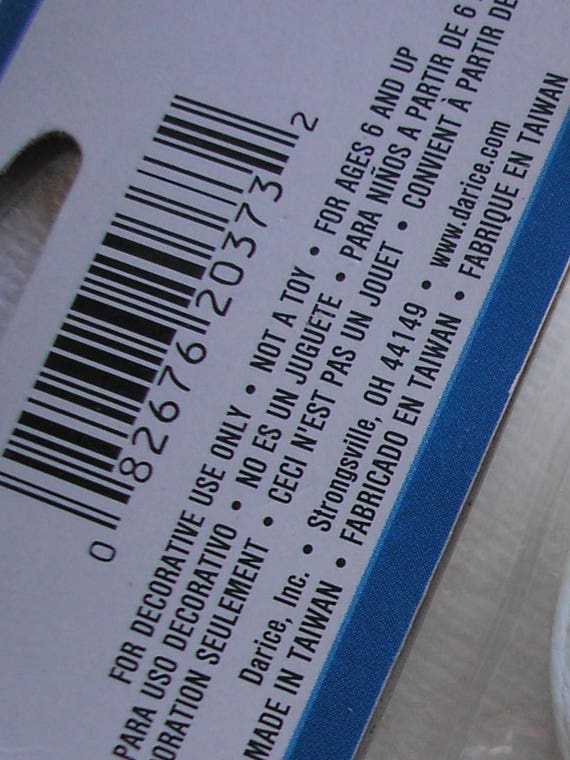 0 82676 20373 2
FOR DECORATIVE USE ONLY • NOT A TOY • FOR AGES 6 AND UP
PARA USO DECORATIVO • NO ES UN JUGUETE • PARA NIÑOS A PARTIR DE 6
ORATION SEULEMENT • CECI N'EST PAS UN JOUET • CONVIENT À PARTIR DE
Darice, Inc. • Strongsville, OH 44149 • www.darice.com
MADE IN TAIWAN • FABRICADO EN TAIWAN • FABRIQUE EN TAIWAN